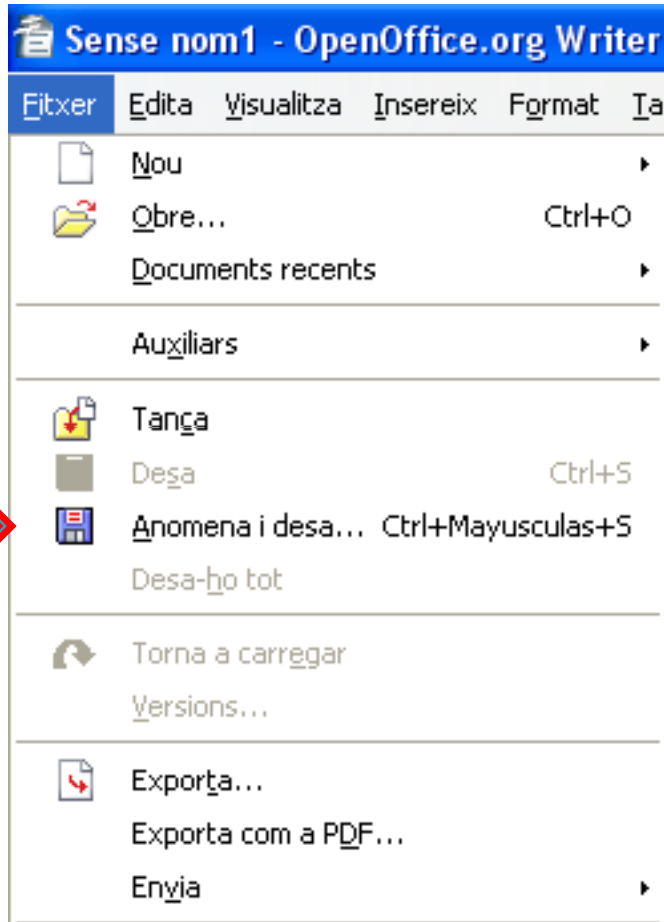 Sense nom1 - OpenOffice.org Writer
Fitxer Edita Visualitza Insereix Format Ta
Nou
Obre... Ctrl+O
Documents recents
Auxiliars
Tanca
Desa Ctrl+S
Anomena i desa... Ctrl+Mayusculas+S
Desa-ho tot
Torna a carregar
Versions...
Exporta...
Exporta com a PDF...
Envia